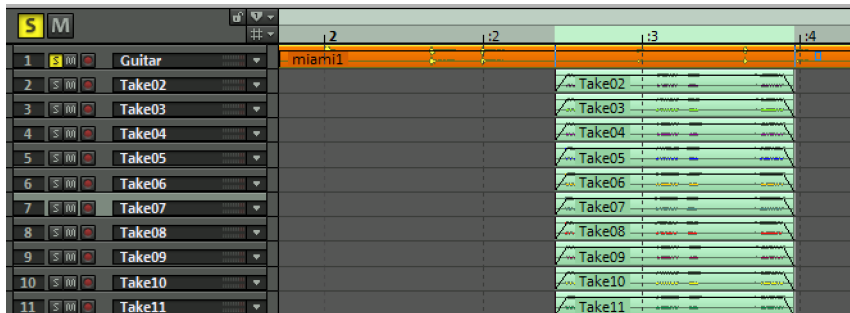 S M
2 :2 :3 :4
1 S M Guitar miami1
2 S M Take02 Take02
3 S M Take03 Take03
4 S M Take04 Take04
5 S M Take05 Take05
6 S M Take06 Take06
7 S M Take07 Take07
8 S M Take08 Take08
9 S M Take09 Take09
10 S M Take10 Take10
11 S M Take11 Take11